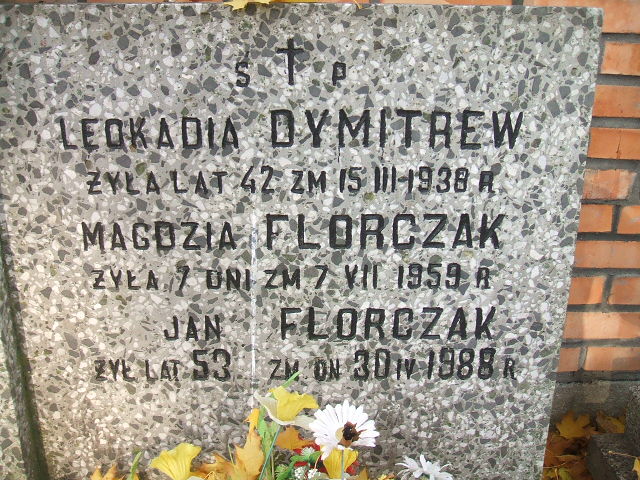 Ś † P
LEOKADIA DYMITREW
ŻYŁA LAT 42 ZM 15 III 1938 R
MAGDZIA FLORCZAK
ŻYŁA 7 DNI ZM 7 VII 1959 R
JAN FLORCZAK
ŻYŁ LAT 53 ZM. DN 30 IV 1988 R